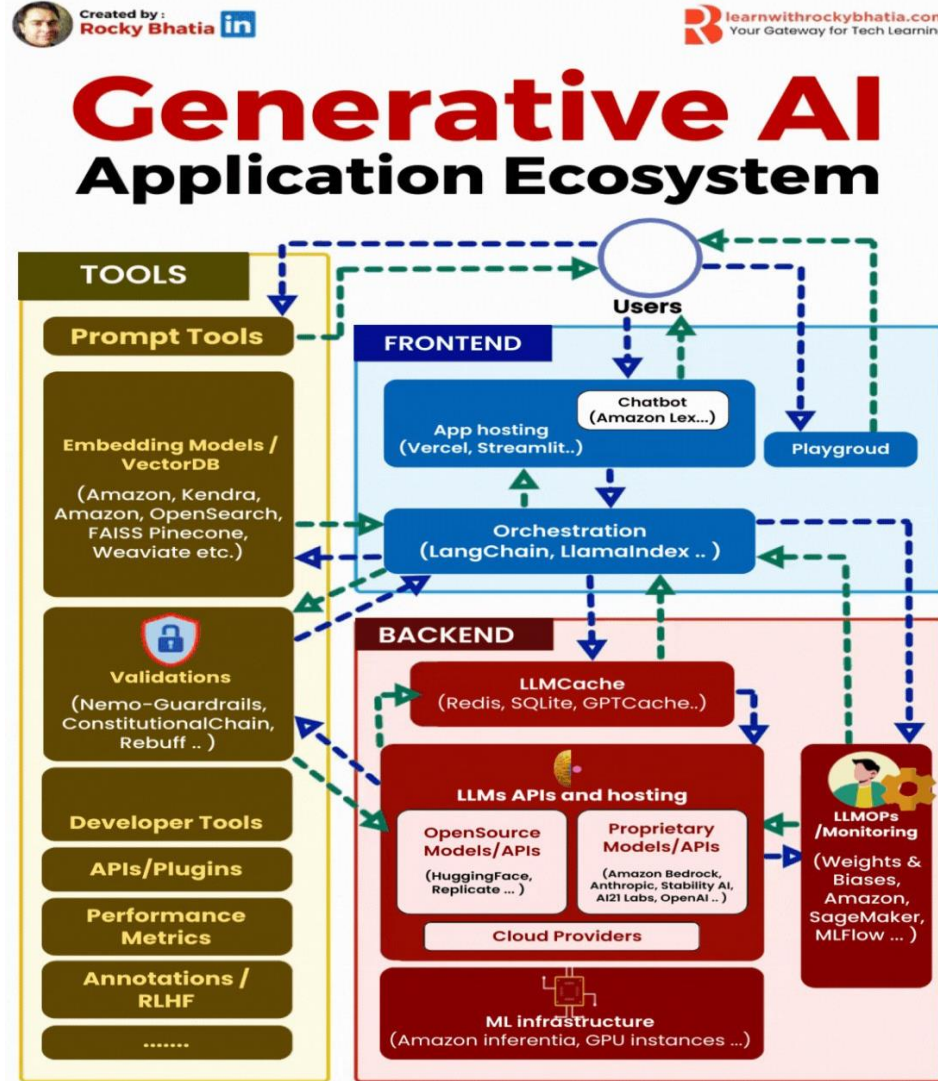 Created by :
Rocky Bhatia in
learnwithrockybhatia.com
Your Gateway for Tech Learning
Generative AI
Application Ecosystem
TOOLS
Prompt Tools
Embedding Models /
VectorDB
(Amazon, Kendra,
Amazon, OpenSearch,
FAISS Pinecone,
Weaviate etc.)
Validations
(Nemo-Guardrails,
ConstitutionalChain,
Rebuff .. )
Developer Tools
APIs/Plugins
Performance
Metrics
Annotations /
RLHF
.......
Users
FRONTEND
Chatbot
(Amazon Lex...)
App hosting
(Vercel, Streamlit..)
Playgroud
Orchestration
(LangChain, LlamaIndex .. )
BACKEND
LLMCache
(Redis, SQLite, GPTCache..)
LLMs APIs and hosting
OpenSource
Models/APIs
(HuggingFace,
Replicate ... )
Proprietary
Models/APIs
(Amazon Bedrock,
Anthropic, Stability AI,
AI21 Labs, OpenAI .. )
Cloud Providers
LLMOPs
/Monitoring
(Weights &
Biases,
Amazon,
SageMaker,
MLFlow ... )
ML infrastructure
(Amazon inferentia, GPU instances ...)